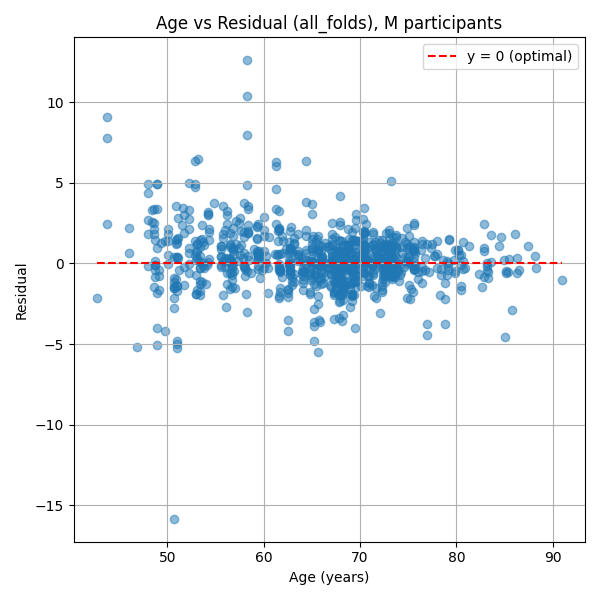 Age vs Residual (all_folds), M participants
y = 0 (optimal)
10
5
0
−5
−10
−15
Residual
50 60 70 80 90
Age (years)